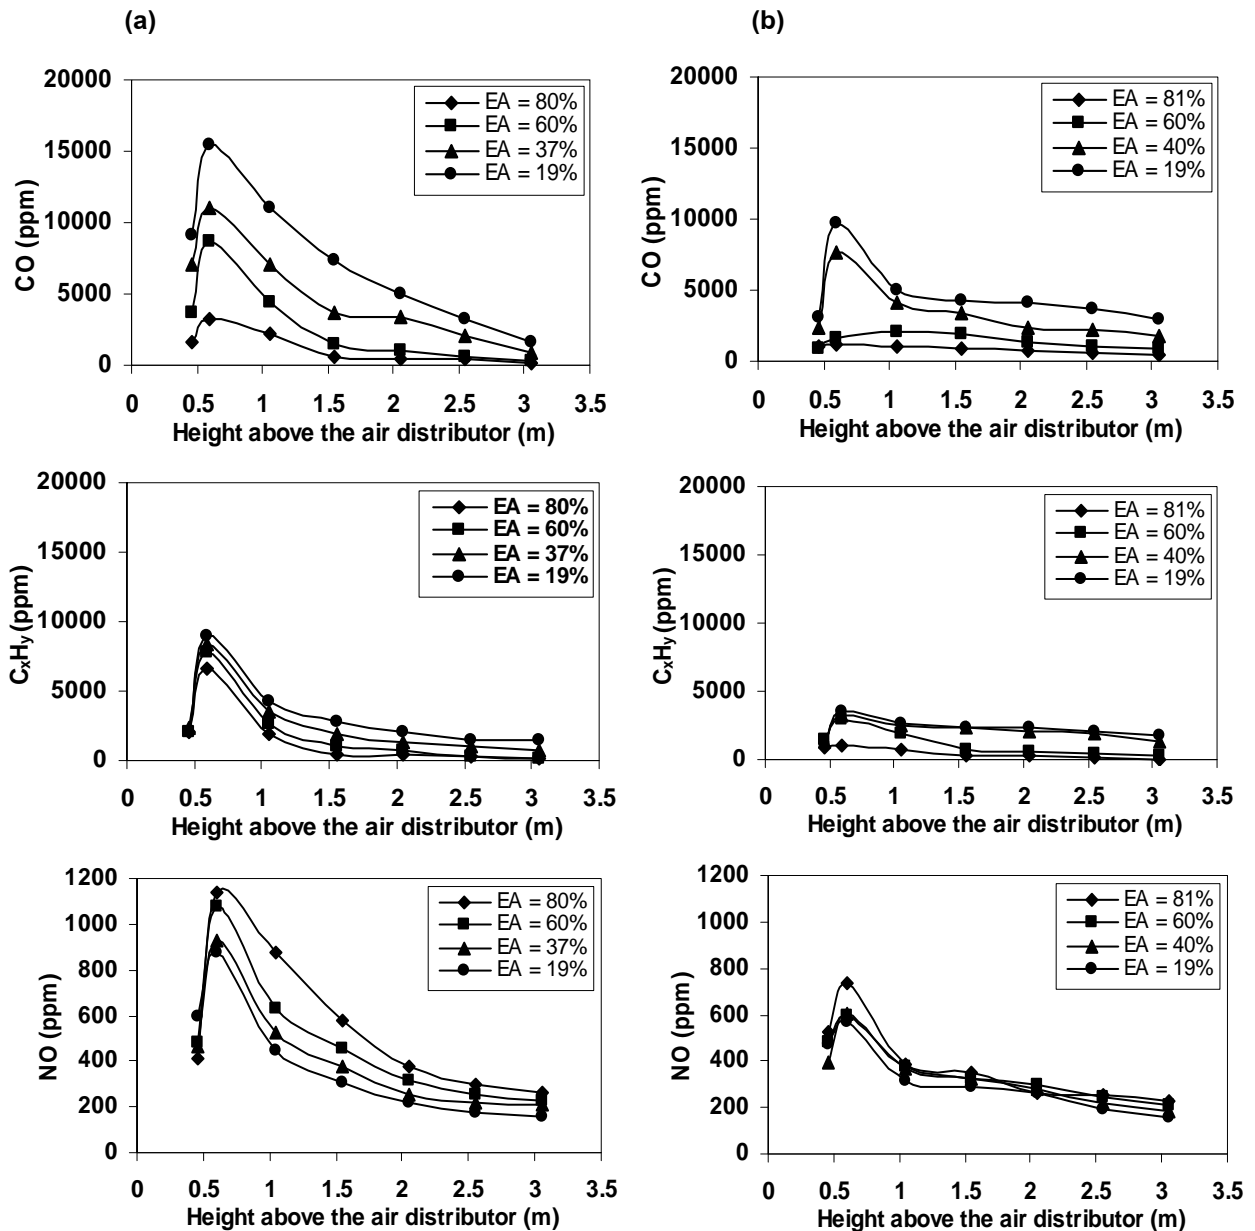 (a)
(b)
20000
15000
10000
5000
0
CO (ppm)
EA = 80%
EA = 60%
EA = 37%
EA = 19%
0 0.5 1 1.5 2 2.5 3 3.5
Height above the air distributor (m)
20000
15000
10000
5000
0
CO (ppm)
EA = 81%
EA = 60%
EA = 40%
EA = 19%
0 0.5 1 1.5 2 2.5 3 3.5
Height above the air distributor (m)
20000
15000
10000
5000
0
CxHy (ppm)
EA = 80%
EA = 60%
EA = 37%
EA = 19%
0 0.5 1 1.5 2 2.5 3 3.5
Height above the air distributor (m)
20000
15000
10000
5000
0
CxHy (ppm)
EA = 81%
EA = 60%
EA = 40%
EA = 19%
0 0.5 1 1.5 2 2.5 3 3.5
Height above the air distributor (m)
1200
1000
800
600
400
200
0
NO (ppm)
EA = 80%
EA = 60%
EA = 37%
EA = 19%
0 0.5 1 1.5 2 2.5 3 3.5
Height above the air distributor (m)
1200
1000
800
600
400
200
0
NO (ppm)
EA = 81%
EA = 60%
EA = 40%
EA = 19%
0 0.5 1 1.5 2 2.5 3 3.5
Height above the air distributor (m)